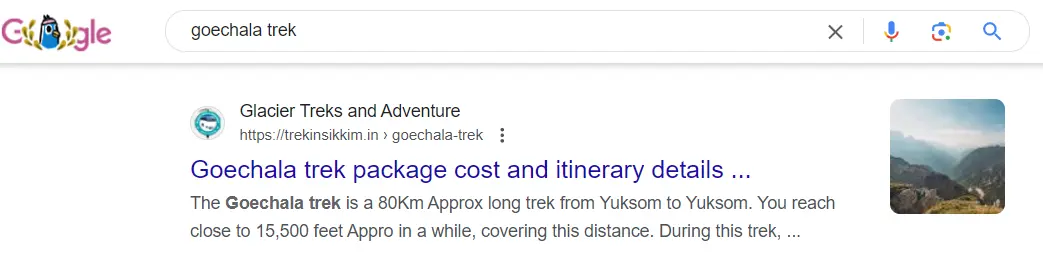 Google
goechala trek
Glacier Treks and Adventure
https://trekinsikkim.in › goechala-trek
Goechala trek package cost and itinerary details ...
The Goechala trek is a 80Km Approx long trek from Yuksom to Yuksom. You reach
close to 15,500 feet Appro in a while, covering this distance. During this trek, ...